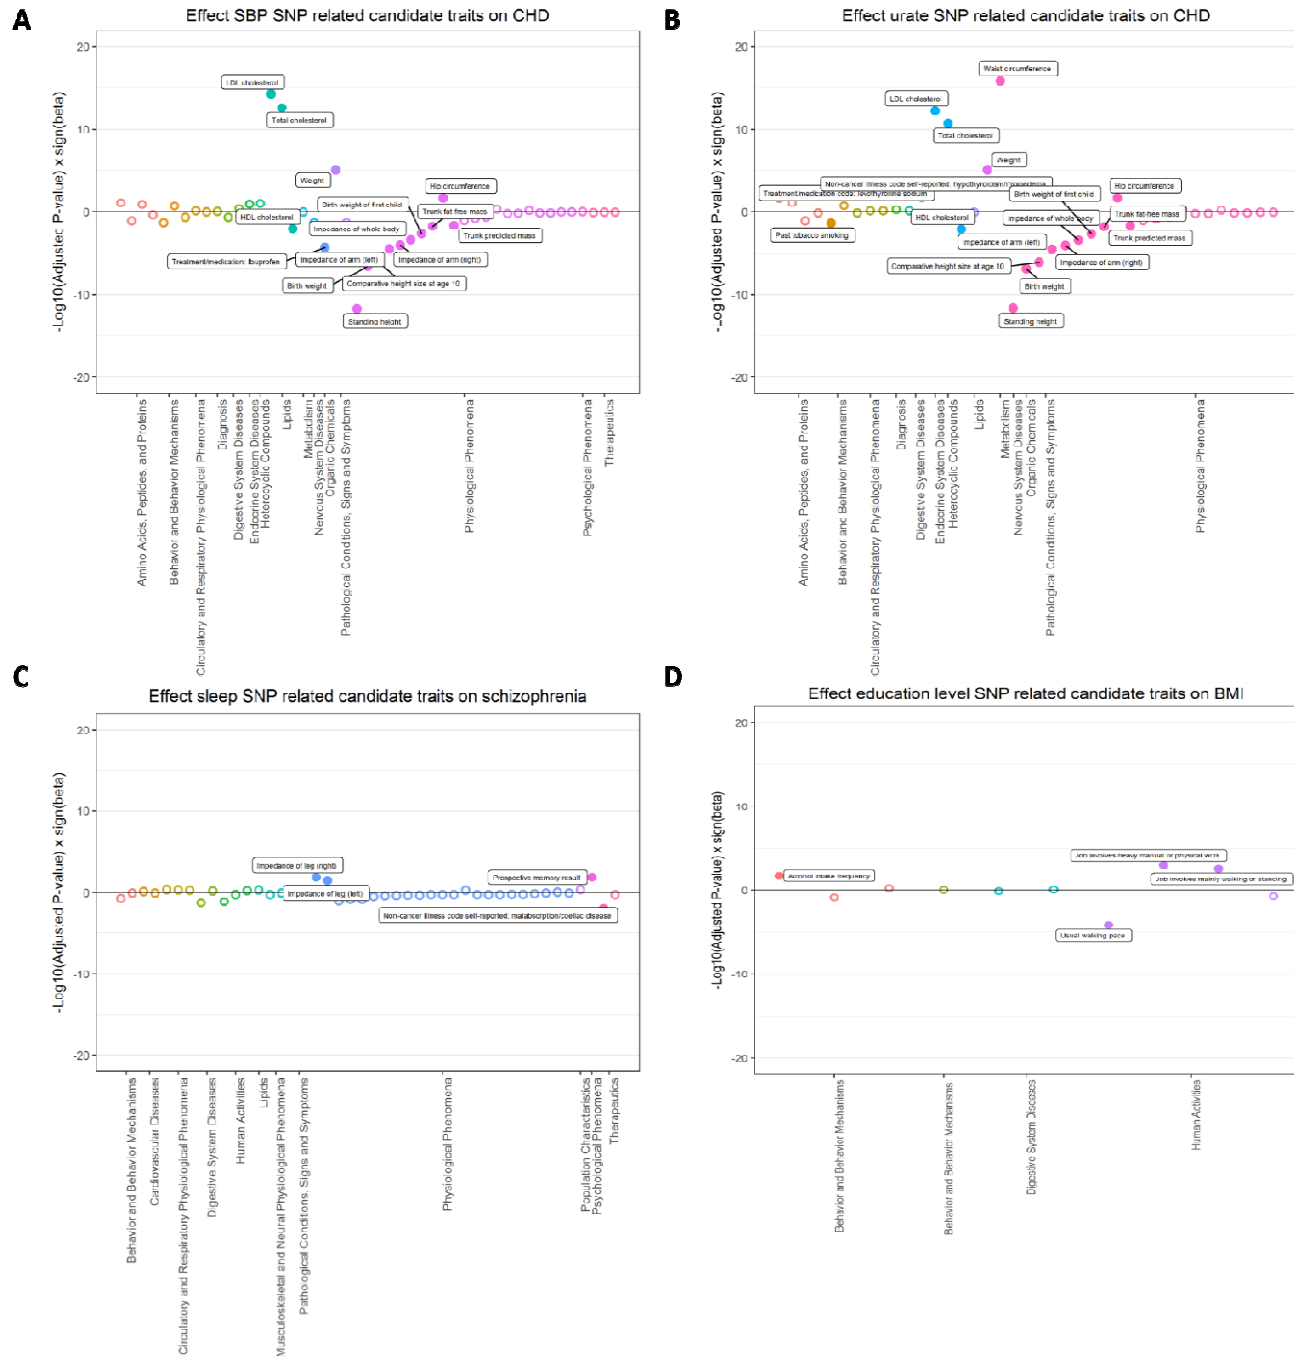 A
Effect SBP SNP related candidate traits on CHD
-Log10(Adjusted P-value) x sign(beta)
20
10
0
-10
-20
LDL cholesterol
Total cholesterol
Weight
Hip circumference
Birth weight of first child
Trunk fat-free mass
HDL cholesterol
Impedance of whole body
Trunk predicted mass
Treatment/medication: Ibuprofen
Impedance of arm (left)
Impedance of arm (right)
Birth weight
Comparative height size at age 10
Standing height
Amino Acids, Peptides, and Proteins
Behavior and Behavior Mechanisms
Circulatory and Respiratory Physiological Phenomena
Diagnosis
Digestive System Diseases
Endocrine System Diseases
Heterocyclic Compounds
Lipids
Metabolism
Nervous System Diseases
Organic Chemicals
Pathological Conditions, Signs and Symptoms
Physiological Phenomena
Psychological Phenomena
Therapeutics
B
Effect urate SNP related candidate traits on CHD
-Log10(Adjusted P-value) x sign(beta)
20
10
0
-10
-20
Waist circumference
LDL cholesterol
Total cholesterol
Weight
Non-cancer illness code self-reported: hypothyroidism/myxoedema
Hip circumference
Treatment/medication code: levothyroxine sodium
Birth weight of first child
HDL cholesterol
Impedance of whole body
Trunk fat-free mass
Past tobacco smoking
Impedance of arm (left)
Trunk predicted mass
Comparative height size at age 10
Impedance of arm (right)
Birth weight
Standing height
Amino Acids, Peptides, and Proteins
Behavior and Behavior Mechanisms
Circulatory and Respiratory Physiological Phenomena
Diagnosis
Digestive System Diseases
Endocrine System Diseases
Heterocyclic Compounds
Lipids
Metabolism
Nervous System Diseases
Organic Chemicals
Pathological Conditions, Signs and Symptoms
Physiological Phenomena
C
Effect sleep SNP related candidate traits on schizophrenia
-Log10(Adjusted P-value) x sign(beta)
20
10
0
-10
-20
Impedance of leg (right)
Impedance of leg (left)
Prospective memory result
Non-cancer illness code self-reported: malabsorption/coeliac disease
Behavior and Behavior Mechanisms
Cardiovascular Diseases
Circulatory and Respiratory Physiological Phenomena
Digestive System Diseases
Human Activities
Lipids
Musculoskeletal and Neural Physiological Phenomena
Pathological Conditions, Signs and Symptoms
Physiological Phenomena
Population Characteristics
Psychological Phenomena
Therapeutics
D
Effect education level SNP related candidate traits on BMI
-Log10(Adjusted P-value) x sign(beta)
20
10
0
-10
-20
Alcohol intake frequency
Job involves heavy manual or physical work
Job involves mainly walking or standing
Usual walking pace
Behavior and Behavior Mechanisms
Behavior and Behavior Mechanisms
Digestive System Diseases
Human Activities